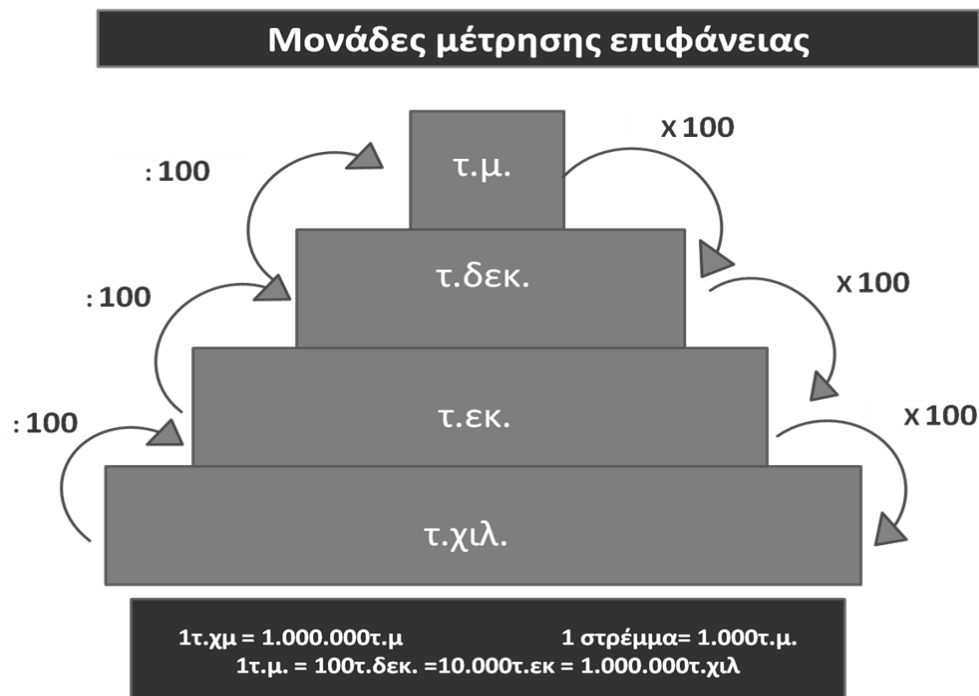 Μονάδες μέτρησης επιφάνειας
τ.μ.
: 100
x 100
τ.δεκ.
: 100
x 100
τ.εκ.
: 100
x 100
τ.χιλ.
1τ.χμ = 1.000.000τ.μ 1 στρέμμα= 1.000τ.μ.
1τ.μ. = 100τ.δεκ. =10.000τ.εκ = 1.000.000τ.χιλ